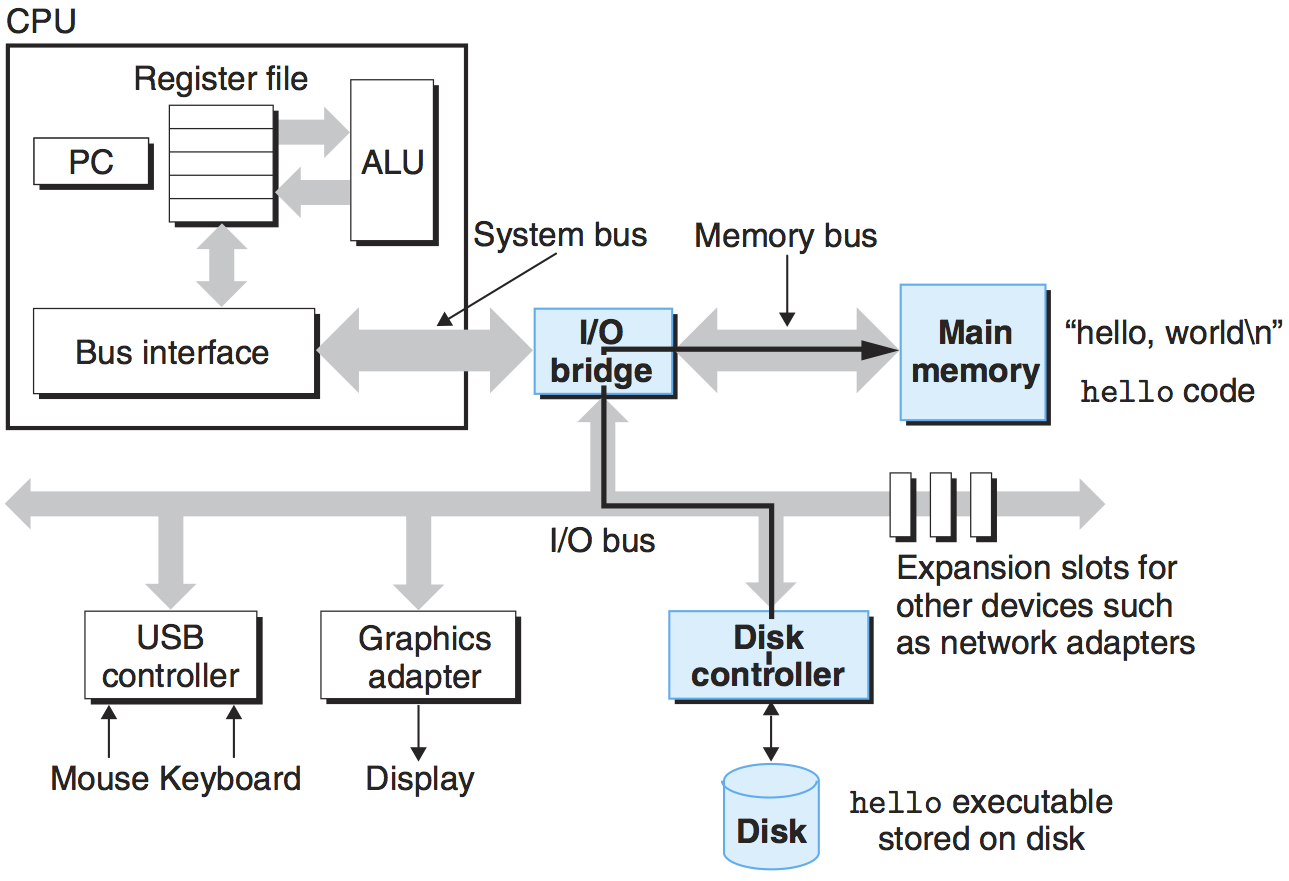 CPU
Register file
PC
ALU
System bus
Memory bus
Bus interface
I/O
bridge
Main
memory
“hello, world\n”
hello code
I/O bus
Expansion slots for
other devices such
as network adapters
USB
controller
Graphics
adapter
Disk
controller
Mouse Keyboard
Display
Disk
hello executable
stored on disk